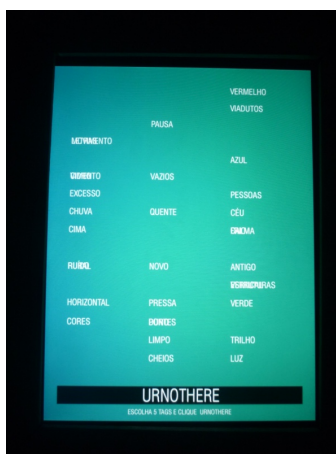 VERMELHO
VIADUTOS
PAUSA
AZUL
VAZIOS
EXCESSO PESSOAS
CHUVA QUENTE CÉU
CIMA
NOVO ANTIGO
HORIZONTAL PRESSA VERDE
CORES
LIMPO TRILHO
CHEIOS LUZ
URNOTHERE
ESCOLHA 5 TAGS E CLIQUE URNOTHERE